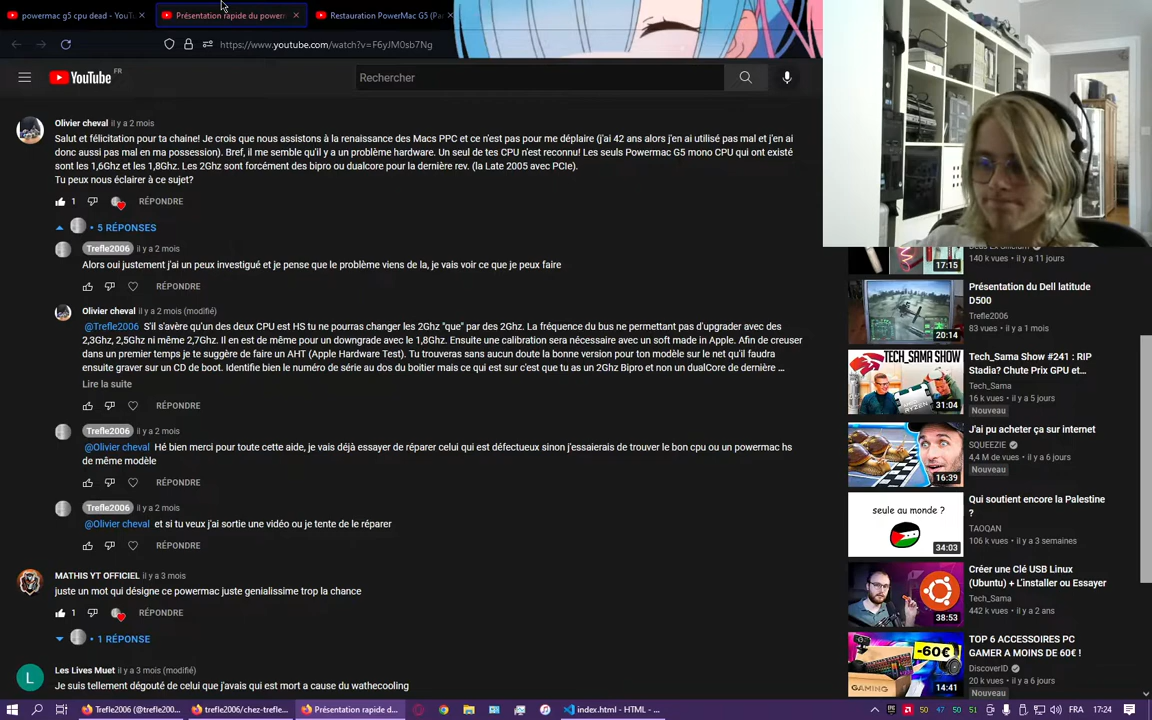 powermac g5 cpu dead - YouT
Présentation rapide du powerm
Restauration PowerMac G5 (Pa
https://www.youtube.com/watch?v=F6yJM0sb7Ng
YouTube FR
Rechercher
Olivier cheval il y a 2 mois
Salut et félicitation pour ta chaine! Je crois que nous assistons à la renaissance des Macs PPC et ce n'est pas pour me déplaire (j'ai 42 ans alors j'en ai utilisé pas mal et j'en ai
donc aussi pas mal en ma possession). Bref, il me semble qu'il y a un problème hardware. Un seul de tes CPU n'est reconnu! Les seuls Powermac G5 mono CPU qui ont existé
sont les 1,6Ghz et les 1,8Ghz. Les 2Ghz sont forcément des bipro ou dualcore pour la dernière rev. (la Late 2005 avec PCIe).
Tu peux nous éclairer à ce sujet?
1 RÉPONDRE
• 5 RÉPONSES
Trefle2006 il y a 2 mois
Alors oui justement j'ai un peux investigué et je pense que le problème viens de la, je vais voir ce que je peux faire
RÉPONDRE
Olivier cheval il y a 2 mois (modifié)
@Trefle2006 S'il s'avère qu'un des deux CPU est HS tu ne pourras changer les 2Ghz "que" par des 2Ghz. La fréquence du bus ne permettant pas d'upgrader avec des
2,3Ghz, 2,5Ghz ni même 2,7Ghz. Il en est de même pour un downgrade avec le 1,8Ghz. Ensuite une calibration sera nécessaire avec un soft made in Apple. Afin de creuser
dans un premier temps je te suggère de faire un AHT (Apple Hardware Test). Tu trouveras sans aucun doute la bonne version pour ton modèle sur le net qu'il faudra
ensuite graver sur un CD de boot. Identifie bien le numéro de série au dos du boitier mais ce qui est sur c'est que tu as un 2Ghz Bipro et non un dualCore de dernière ...
Lire la suite
RÉPONDRE
Trefle2006 il y a 2 mois
@Olivier cheval Hé bien merci pour toute cette aide, je vais déjà essayer de réparer celui qui est défectueux sinon j'essaierais de trouver le bon cpu ou un powermac hs
de même modèle
RÉPONDRE
Trefle2006 il y a 2 mois
@Olivier cheval et si tu veux j'ai sortie une vidéo ou je tente de le réparer
RÉPONDRE
MATHIS YT OFFICIEL il y a 3 mois
juste un mot qui désigne ce powermac juste genialissime trop la chance
1 RÉPONDRE
• 1 RÉPONSE
Les Lives Muet il y a 3 mois (modifié)
L
Je suis tellement dégouté de celui que j'avais qui est mort a cause du wathecooling
140 k vues • il y a 11 jours
17:15
Présentation du Dell latitude
D500
Trefle2006
83 vues • il y a 1 mois
20:14
Tech_Sama Show #241 : RIP
Stadia? Chute Prix GPU et...
Tech_Sama
16 k vues • il y a 5 jours
Nouveau
TECH_SAMA
RYZEN
31:04
J'ai pu acheter ça sur internet
SQUEEZIE
4,4 M de vues • il y a 6 jours
Nouveau
16:39
Qui soutient encore la Palestine
?
TAOQAN
106 k vues • il y a 3 semaines
seule au monde ?
34:03
Créer une Clé USB Linux
(Ubuntu) + L'installer ou Essayer
Tech_Sama
442 k vues • il y a 2 ans
38:53
TOP 6 ACCESSOIRES PC
GAMER A MOINS DE 60€ !
DiscoverID
20 k vues • il y a 6 jours
Nouveau
-60€
GAMING
14:41
Trefle2006 (@trefle200...
trefle2006/chez-trefle...
Présentation rapide d...
index.html - HTML - ...
50 47 50 51
FRA
17:24